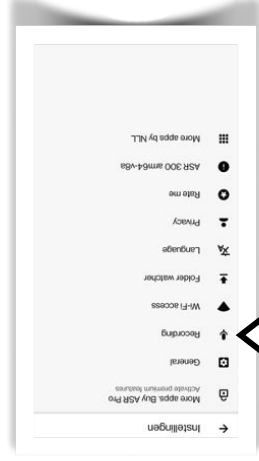 Einstellungen
More apps. Buy ASR Pro
Activate premium features
General
Recording
Wi-Fi access
Folder watcher
Language
Privacy
Rate me
ASR 300 arm64-v8a
More apps by NLL